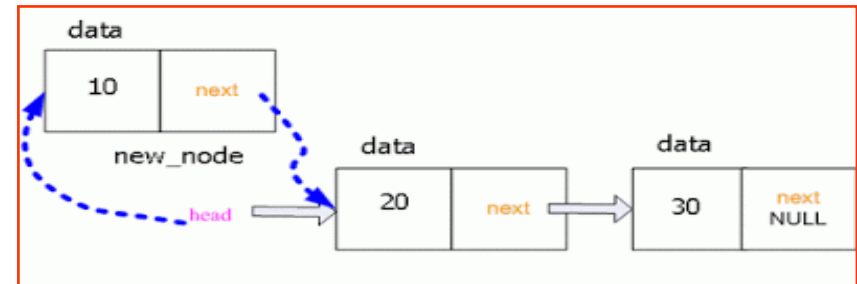 data
10 next
new_node
data
data
head
20 next
30 next
NULL